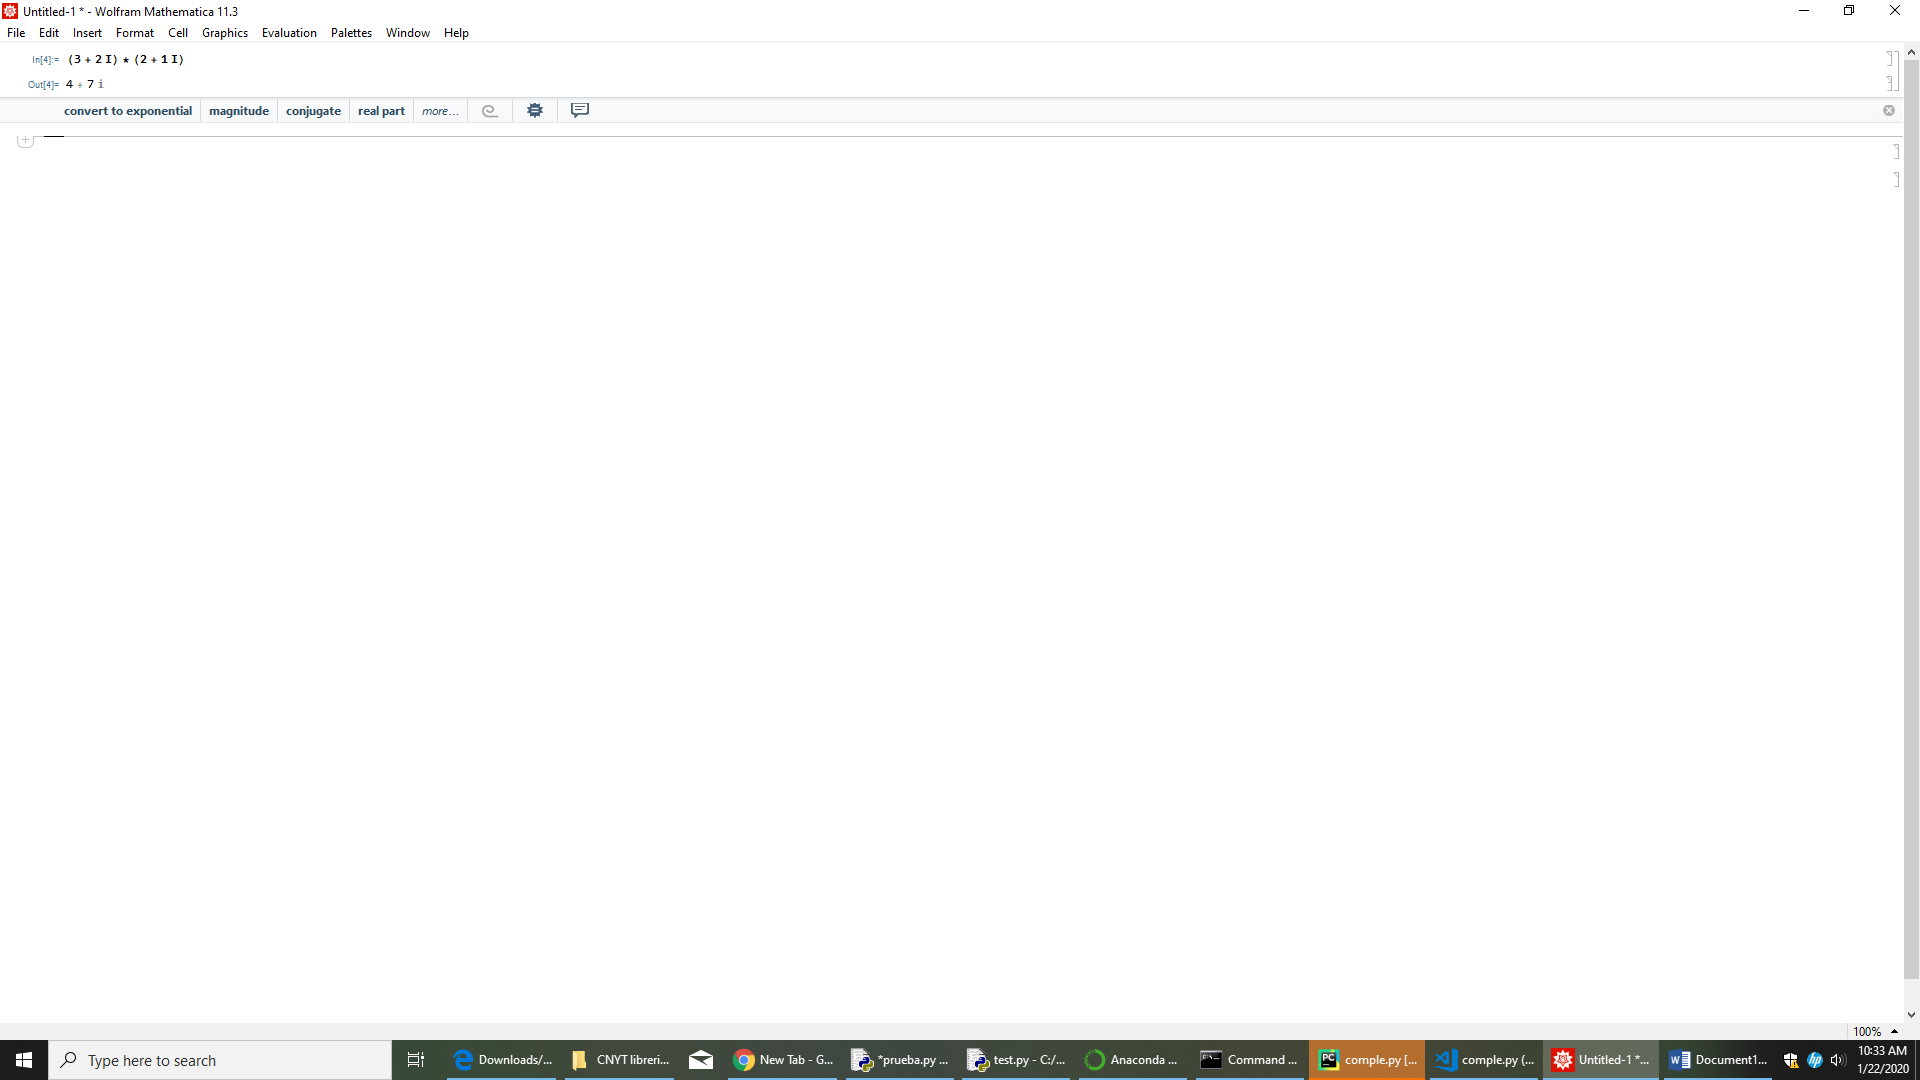 Untitled-1 * - Wolfram Mathematica 11.3
File Edit Insert Format Cell Graphics Evaluation Palettes Window Help
In[4]:= (3 + 2 I) * (2 + 1 I)
Out[4]= 4 + 7 i
convert to exponential magnitude conjugate real part more...
100%
Type here to search Downloads/... CNYT libreri... New Tab - G... *prueba.py ... test.py - C:/... Anaconda ... Command ... comple.py [... comple.py (... Untitled-1 *... Document1... 10:33 AM
1/22/2020